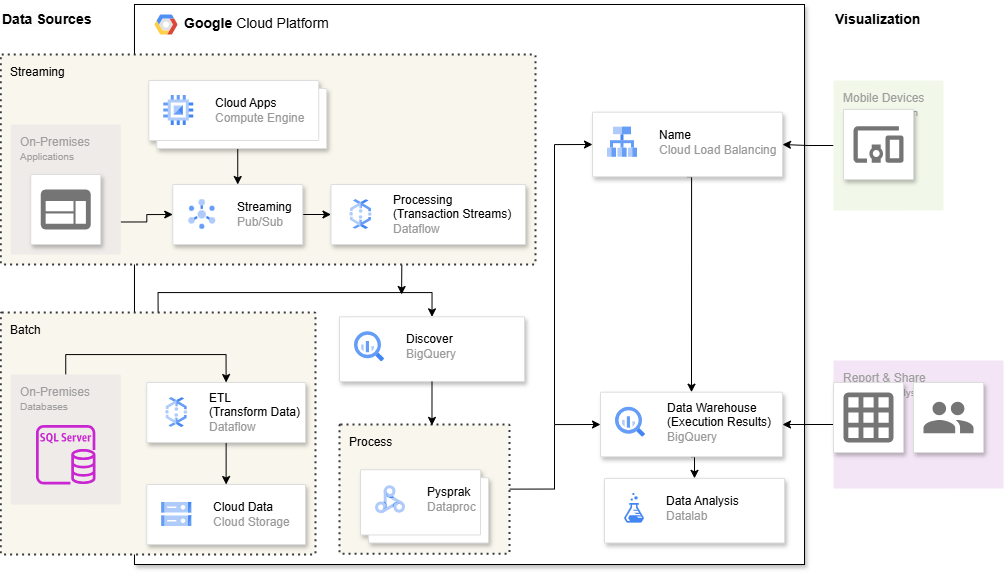 Data Sources
Google Cloud Platform
Visualization
Streaming
Cloud Apps
Compute Engine
On-Premises
Applications
Streaming
Pub/Sub
Processing
(Transaction Streams)
Dataflow
Name
Cloud Load Balancing
Mobile Devices
Batch
On-Premises
Databases
SQL Server
ETL
(Transform Data)
Dataflow
Cloud Data
Cloud Storage
Discover
BigQuery
Process
Pysprak
Dataproc
Data Warehouse
(Execution Results)
BigQuery
Data Analysis
Datalab
Report & Share